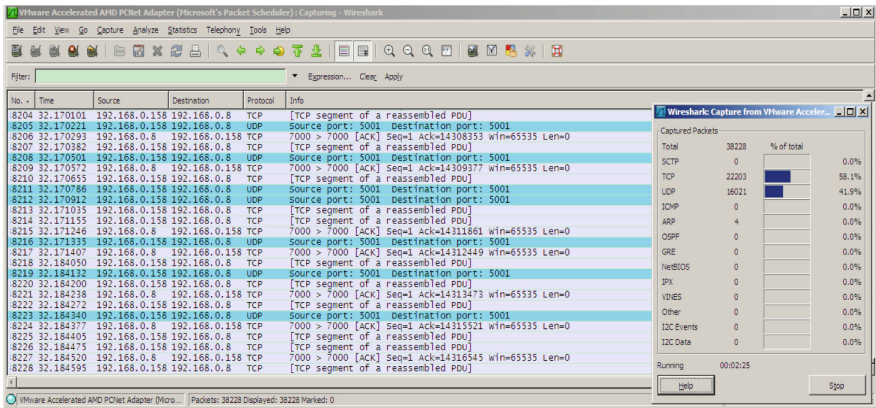 VMware Accelerated AMD PCNet Adapter (Microsoft's Packet Scheduler) : Capturing - Wireshark
File Edit View Go Capture Analyze Statistics Telephony Tools Help
Filter: Expression... Clear Apply
No. Time Source Destination Protocol Info
8204 32.170101 192.168.0.158 192.168.0.8 TCP [TCP segment of a reassembled PDU]
8205 32.170221 192.168.0.158 192.168.0.8 UDP Source port: 5001 Destination port: 5001
8206 32.170293 192.168.0.8 192.168.0.158 TCP 7000 > 7000 [ACK] Seq=1 Ack=14308353 Win=65535 Len=0
8207 32.170382 192.168.0.158 192.168.0.8 TCP [TCP segment of a reassembled PDU]
8208 32.170501 192.168.0.158 192.168.0.8 UDP Source port: 5001 Destination port: 5001
8209 32.170572 192.168.0.8 192.168.0.158 TCP 7000 > 7000 [ACK] Seq=1 Ack=14309377 Win=65535 Len=0
8210 32.170655 192.168.0.158 192.168.0.8 TCP [TCP segment of a reassembled PDU]
8211 32.170786 192.168.0.158 192.168.0.8 UDP Source port: 5001 Destination port: 5001
8212 32.170912 192.168.0.158 192.168.0.8 UDP Source port: 5001 Destination port: 5001
8213 32.171035 192.168.0.158 192.168.0.8 TCP [TCP segment of a reassembled PDU]
8214 32.171155 192.168.0.158 192.168.0.8 TCP [TCP segment of a reassembled PDU]
8215 32.171246 192.168.0.8 192.168.0.158 TCP 7000 > 7000 [ACK] Seq=1 Ack=14311861 Win=65535 Len=0
8216 32.171335 192.168.0.158 192.168.0.8 UDP Source port: 5001 Destination port: 5001
8217 32.171407 192.168.0.8 192.168.0.158 TCP 7000 > 7000 [ACK] Seq=1 Ack=14312449 Win=65535 Len=0
8218 32.184050 192.168.0.158 192.168.0.8 TCP [TCP segment of a reassembled PDU]
8219 32.184132 192.168.0.158 192.168.0.8 UDP Source port: 5001 Destination port: 5001
8220 32.184200 192.168.0.158 192.168.0.8 TCP [TCP segment of a reassembled PDU]
8221 32.184238 192.168.0.8 192.168.0.158 TCP 7000 > 7000 [ACK] Seq=1 Ack=14313473 Win=65535 Len=0
8222 32.184272 192.168.0.158 192.168.0.8 TCP [TCP segment of a reassembled PDU]
8223 32.184340 192.168.0.158 192.168.0.8 UDP Source port: 5001 Destination port: 5001
8224 32.184377 192.168.0.8 192.168.0.158 TCP 7000 > 7000 [ACK] Seq=1 Ack=14315521 Win=65535 Len=0
8225 32.184405 192.168.0.158 192.168.0.8 TCP [TCP segment of a reassembled PDU]
8226 32.184475 192.168.0.158 192.168.0.8 TCP [TCP segment of a reassembled PDU]
8227 32.184520 192.168.0.8 192.168.0.158 TCP 7000 > 7000 [ACK] Seq=1 Ack=14316545 Win=65535 Len=0
8228 32.184595 192.168.0.158 192.168.0.8 TCP [TCP segment of a reassembled PDU]
VMware Accelerated AMD PCNet Adapter (Micro... Packets: 38228 Displayed: 38228 Marked: 0
Wireshark: Capture from VMware Acceler...
Captured Packets
Total 38228 % of total
SCTP 0 0.0%
TCP 22203 58.1%
UDP 16021 41.9%
ICMP 0 0.0%
ARP 4 0.0%
OSPF 0 0.0%
GRE 0 0.0%
NetBIOS 0 0.0%
IPX 0 0.0%
VINES 0 0.0%
Other 0 0.0%
I2C Events 0 0.0%
I2C Data 0 0.0%
Running 00:02:25
Help Stop